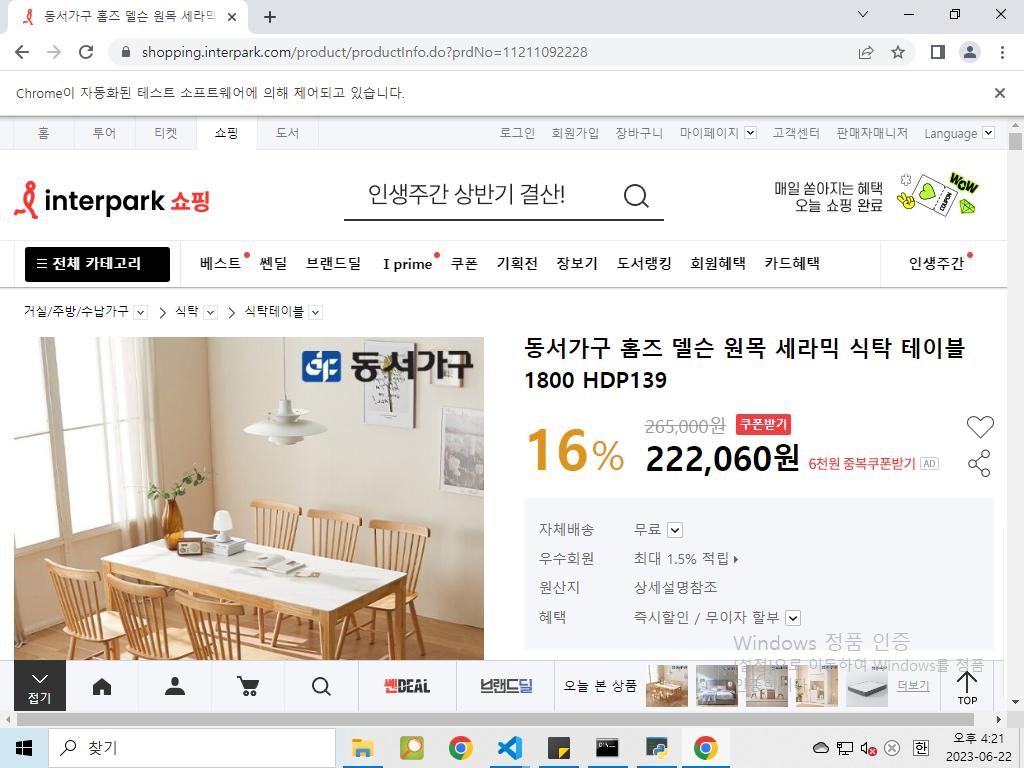 동서가구 홈즈 델슨 원목 세라믹
shopping.interpark.com/product/productInfo.do?prdNo=11211092228
Chrome이 자동화된 테스트 소프트웨어에 의해 제어되고 있습니다.
홈 투어 티켓 쇼핑 도서 로그인 회원가입 장바구니 마이페이지 고객센터 판매자매니저 Language
interpark 쇼핑 인생주간 상반기 결산! 매일 쏟아지는 혜택
오늘 쇼핑 완료
WOW
COUPON
전체 카테고리 베스트 쎈딜 브랜드딜 I prime 쿠폰 기획전 장보기 도서랭킹 회원혜택 카드혜택 인생주간
거실/주방/수납가구 식탁 식탁테이블
동서가구
동서가구 홈즈 델슨 원목 세라믹 식탁 테이블
1800 HDP139
16% 265,000원 쿠폰받기
222,060원 6천원 중복쿠폰받기 AD
자체배송 무료
우수회원 최대 1.5% 적립
원산지 상세설명참조
혜택 즉시할인 / 무이자 할부
Windows 정품 인증
[설정]으로 이동하여 Windows를 정품
접기 쎈DEAL 브랜드딜 오늘 본 상품 더보기 TOP
찾기 한 오후 4:21
2023-06-22